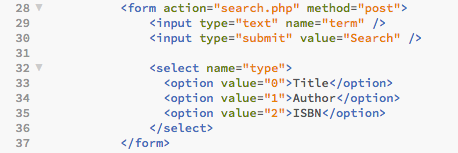 28 <form action="search.php" method="post">
29 <input type="text" name="term" />
30 <input type="submit" value="Search" />
31
32 <select name="type">
33 <option value="0">Title</option>
34 <option value="1">Author</option>
35 <option value="2">ISBN</option>
36 </select>
37 </form>